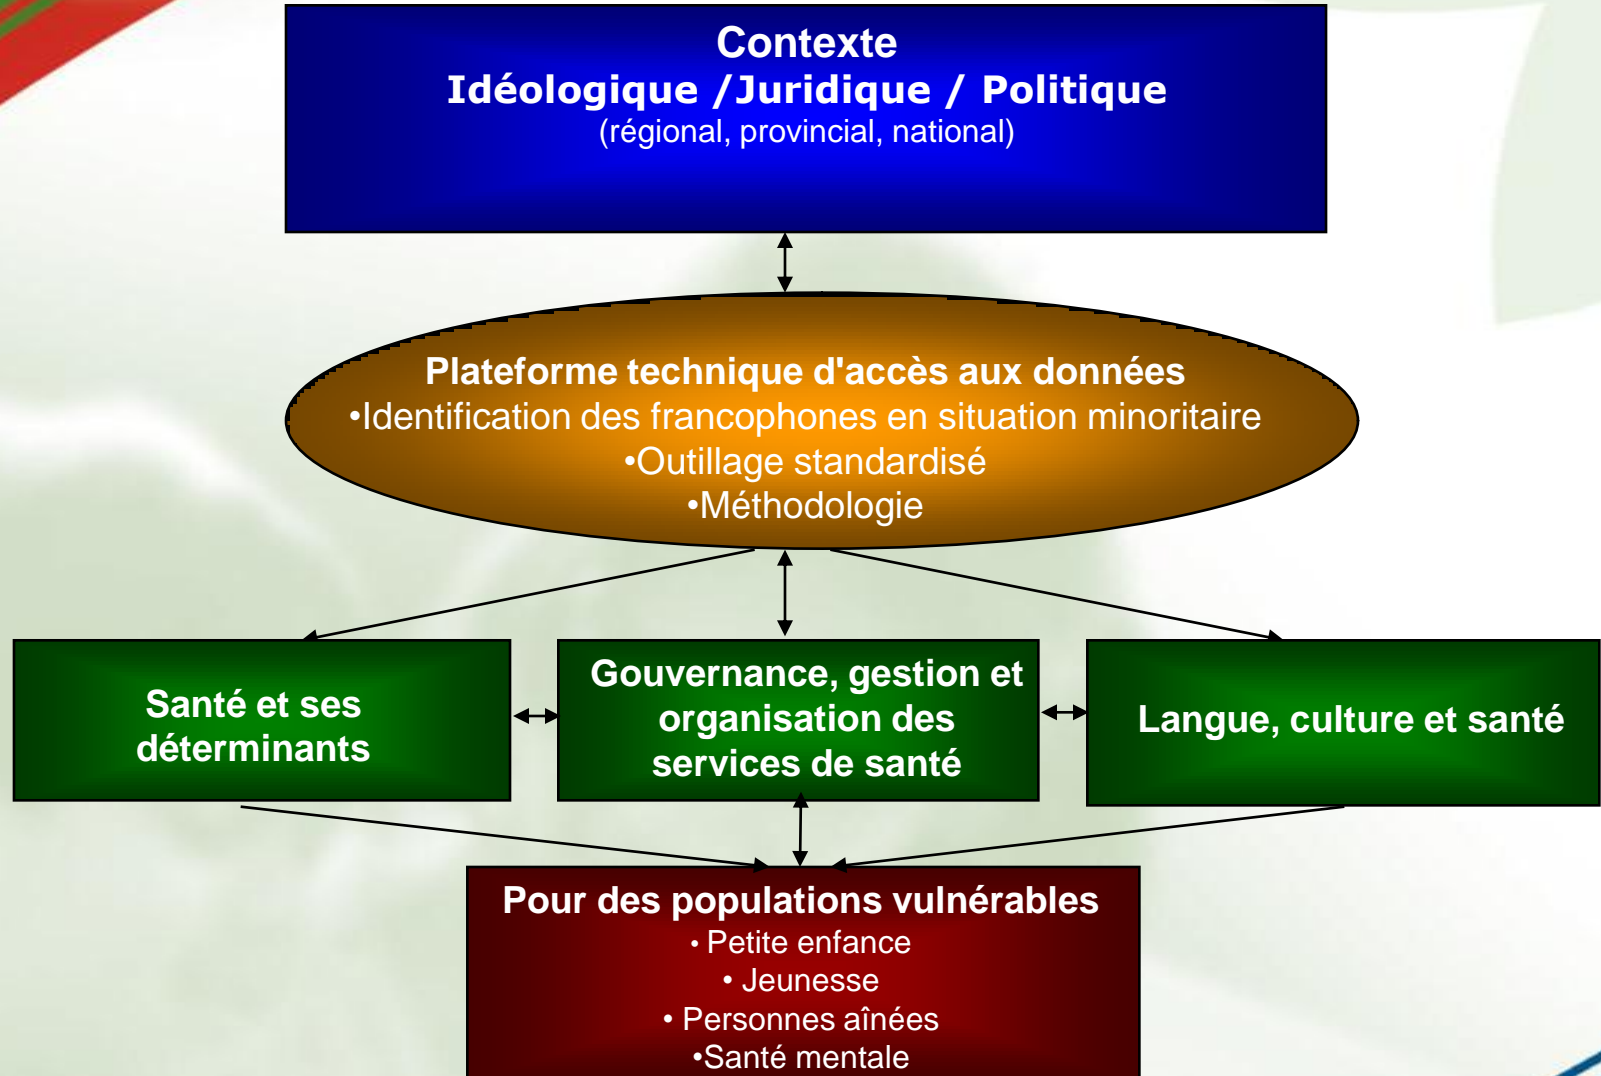 Contexte
Idéologique /Juridique / Politique
(régional, provincial, national)
Plateforme technique d'accès aux données
•Identification des francophones en situation minoritaire
•Outillage standardisé
•Méthodologie
Santé et ses
déterminants
Gouvernance, gestion et
organisation des
services de santé
Langue, culture et santé
Pour des populations vulnérables
• Petite enfance
• Jeunesse
• Personnes aînées
•Santé mentale